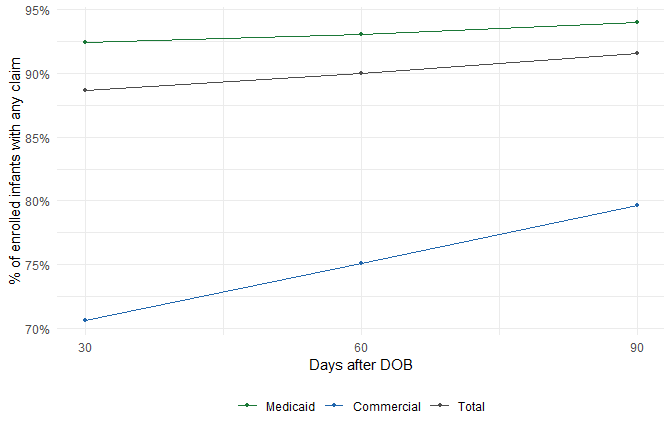 95%
90%
85%
80%
75%
70%
% of enrolled infants with any claim
30 60 90
Days after DOB
Medicaid Commercial Total